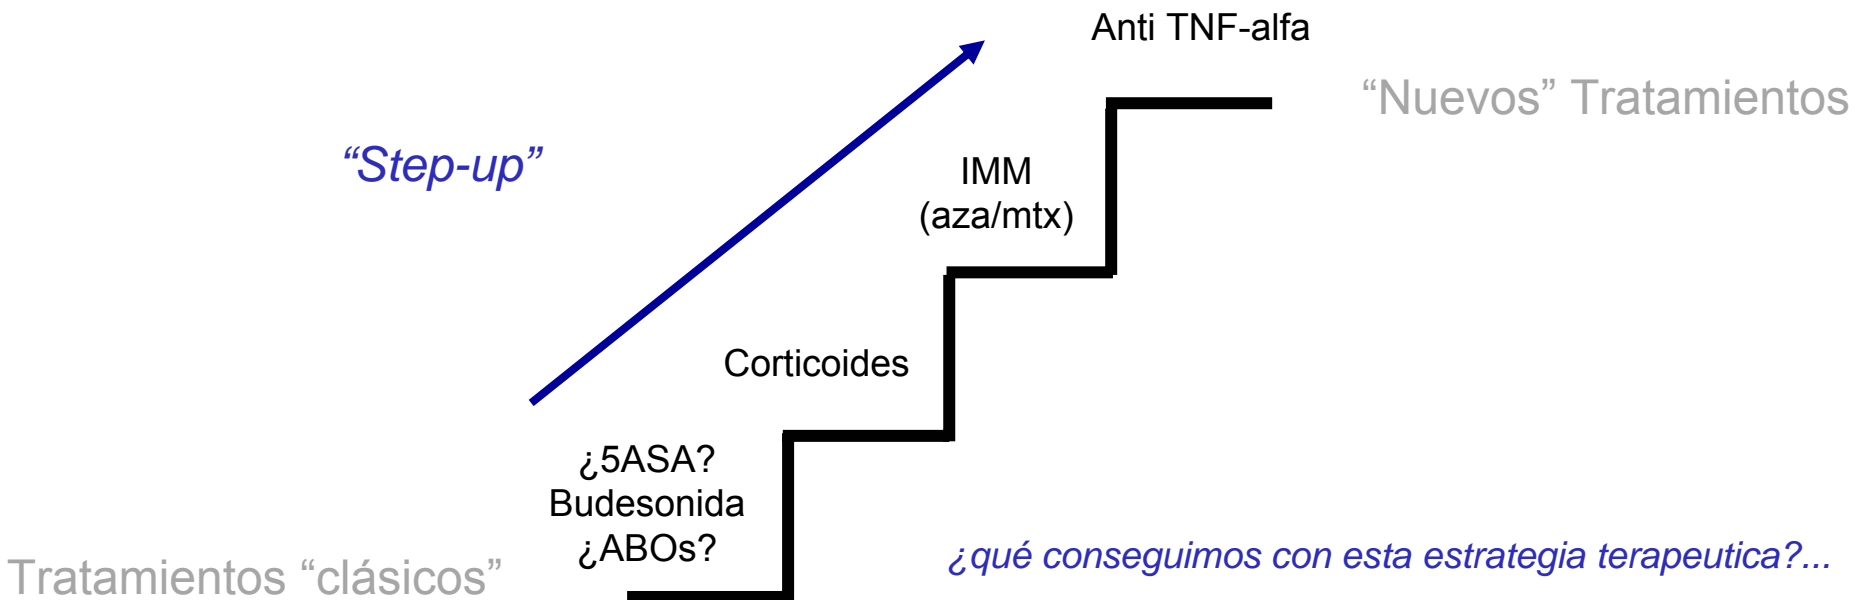 Anti TNF-alfa
“Nuevos” Tratamientos
“Step-up”
IMM
(aza/mtx)
Corticoides
¿5ASA?
Budesonida
¿ABOs?
Tratamientos “clásicos”
¿qué conseguimos con esta estrategia terapeutica?...